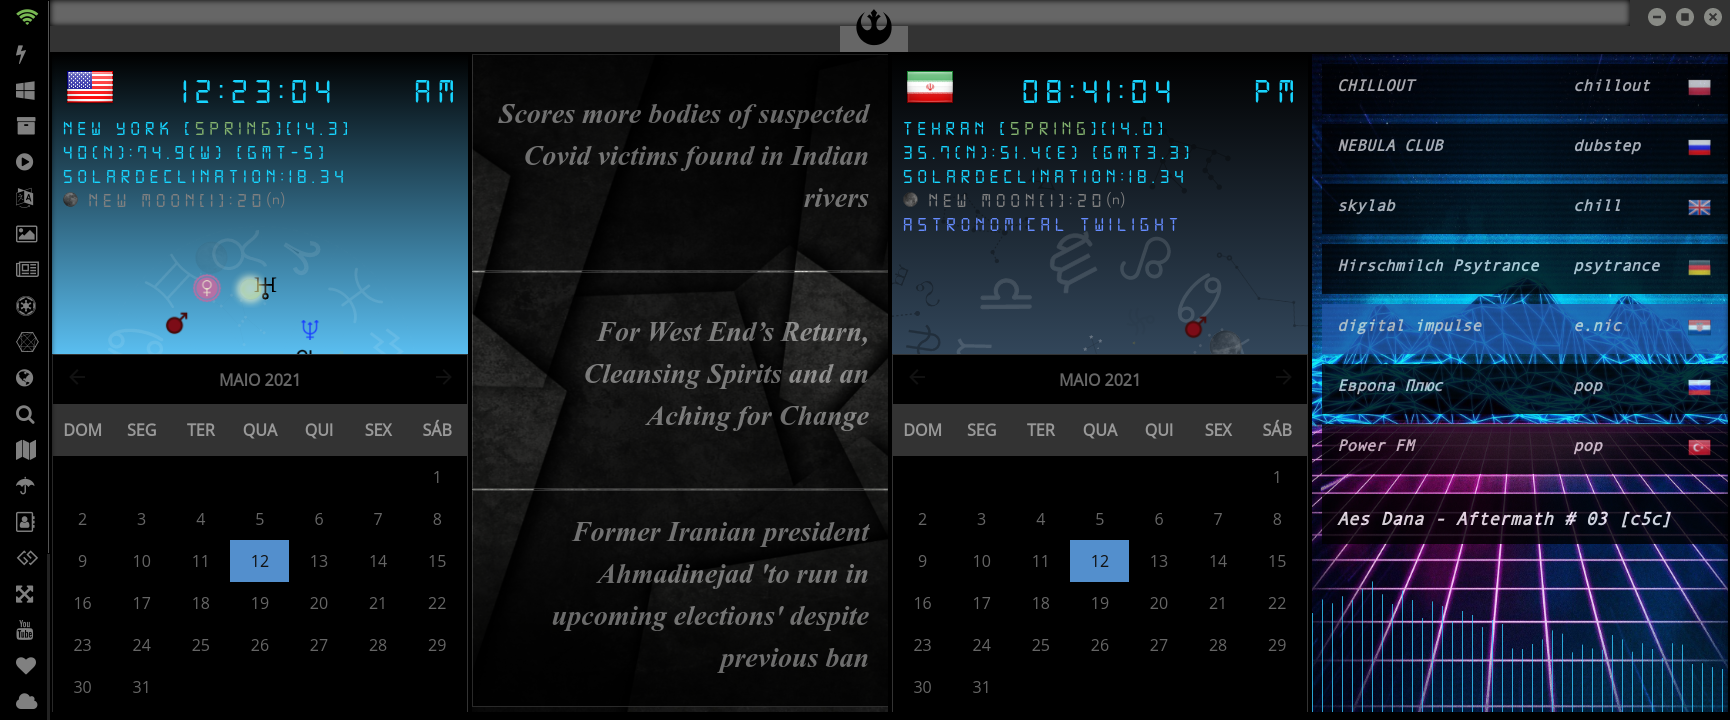 12:23:04 AM
NEW YORK [SPRING][14.3]
40(N):74.9(W) [GMT-5]
SOLARDECLINATION:18.34
NEW MOON[1]:20(n)
MAIO 2021
DOM SEG TER QUA QUI SEX SÁB
1
2 3 4 5 6 7 8
9 10 11 12 13 14 15
16 17 18 19 20 21 22
23 24 25 26 27 28 29
30 31
Scores more bodies of suspected
Covid victims found in Indian
rivers
For West End’s Return,
Cleansing Spirits and an
Aching for Change
Former Iranian president
Ahmadinejad 'to run in
upcoming elections' despite
previous ban
08:41:04 PM
TEHRAN [SPRING][14.0]
35.7(N):51.4(E) [GMT3.3]
SOLARDECLINATION:18.34
NEW MOON[1]:20(n)
ASTRONOMICAL TWILIGHT
MAIO 2021
DOM SEG TER QUA QUI SEX SÁB
1
2 3 4 5 6 7 8
9 10 11 12 13 14 15
16 17 18 19 20 21 22
23 24 25 26 27 28 29
30 31
CHILLOUT chillout
NEBULA CLUB dubstep
skylab chill
Hirschmilch Psytrance psytrance
digital impulse e.nic
Европа Плюс pop
Power FM pop
Aes Dana - Aftermath # 03 [c5c]
You
Tube